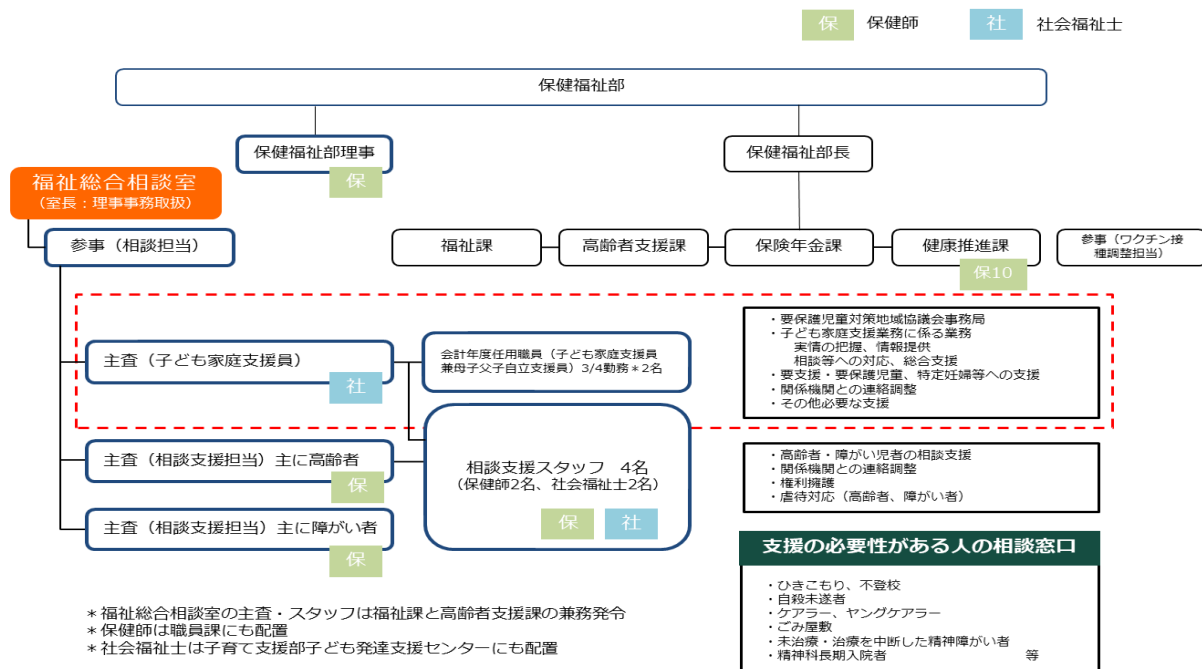 保 保健師
社 社会福祉士
保健福祉部
保健福祉部理事
保
保健福祉部長
福祉総合相談室
（室長：理事事務取扱）
参事（相談担当）
福祉課
高齢者支援課
保険年金課
健康推進課
保10
参事（ワクチン接
種調整担当）
主査（子ども家庭支援員）
社
会計年度任用職員（子ども家庭支援員
兼母子父子自立支援員）3/4勤務＊2名
・要保護児童対策地域協議会事務局
・子ども家庭支援業務に係る業務
実情の把握、情報提供
相談等への対応、総合支援
・要支援・要保護児童、特定妊婦等への支援
・関係機関との連絡調整
・その他必要な支援
主査（相談支援担当）主に高齢者
保
相談支援スタッフ　4名
（保健師2名、社会福祉士2名）
保 社
・高齢者・障がい児者の相談支援
・関係機関との連絡調整
・権利擁護
・虐待対応（高齢者、障がい者）
主査（相談支援担当）主に障がい者
保
支援の必要性がある人の相談窓口
・ひきこもり、不登校
・自殺未遂者
・ケアラー、ヤングケアラー
・ごみ屋敷
・未治療・治療を中断した精神障がい者
・精神科長期入院者　等
＊福祉総合相談室の主査・スタッフは福祉課と高齢者支援課の兼務発令
＊保健師は職員課にも配置
＊社会福祉士は子育て支援部子ども発達支援センターにも配置